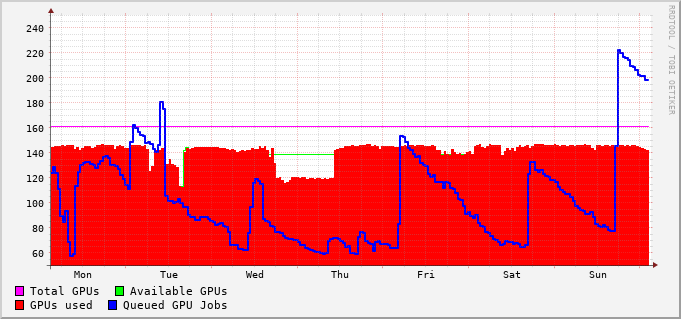 RRDTOOL / TOBI OETIKER
240
220
200
180
160
140
120
100
80
60
Mon Tue Wed Thu Fri Sat Sun
Total GPUs Available GPUs
GPUs used Queued GPU Jobs